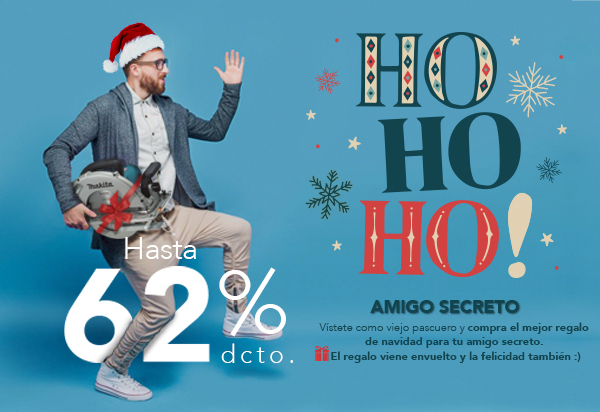 HO
HO
HO!
makita
Hasta
62%
dcto.
AMIGO SECRETO
Vístete como viejo pascuero y compra el mejor regalo
de navidad para tu amigo secreto.
El regalo viene envuelto y la felicidad también :)